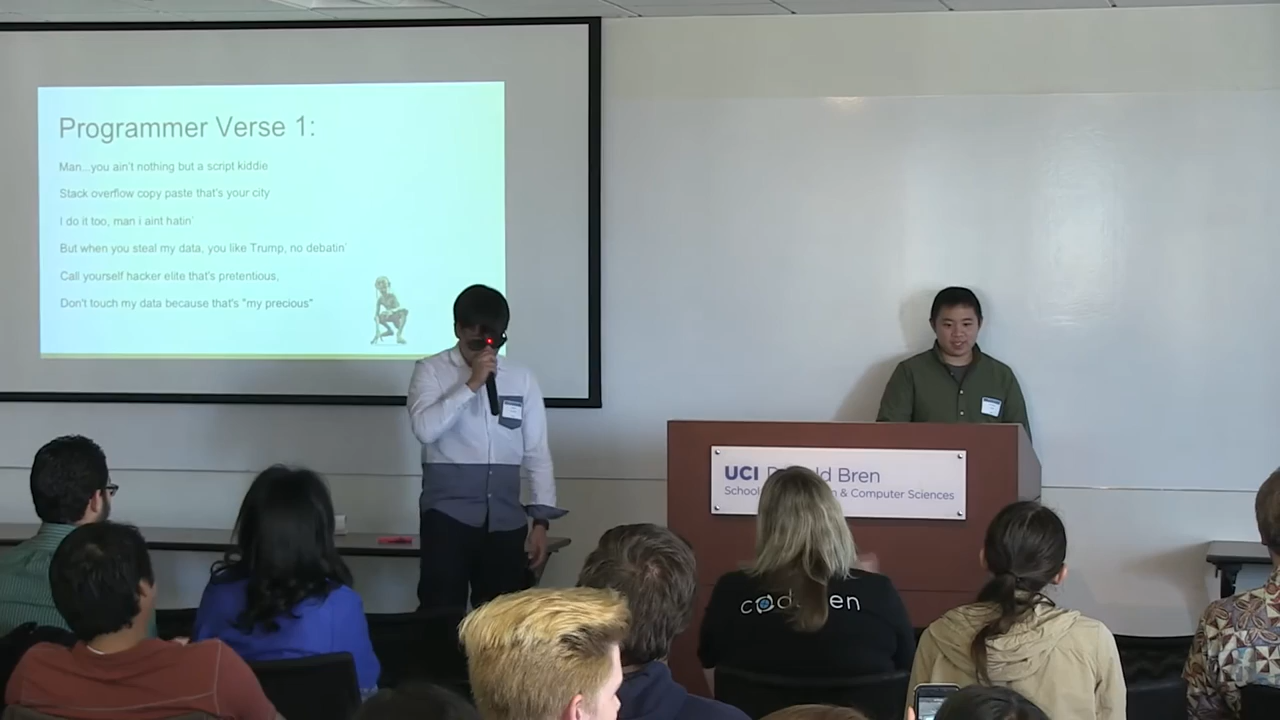 Programmer Verse 1:
Man...you ain't nothing but a script kiddie
Stack overflow copy paste that's your city
I do it too, man i aint hatin'
But when you steal my data, you like Trump, no debatin'
Call yourself hacker elite that's pretentious,
Don't touch my data because that's "my precious"
UCI Bren
School & Computer Sciences